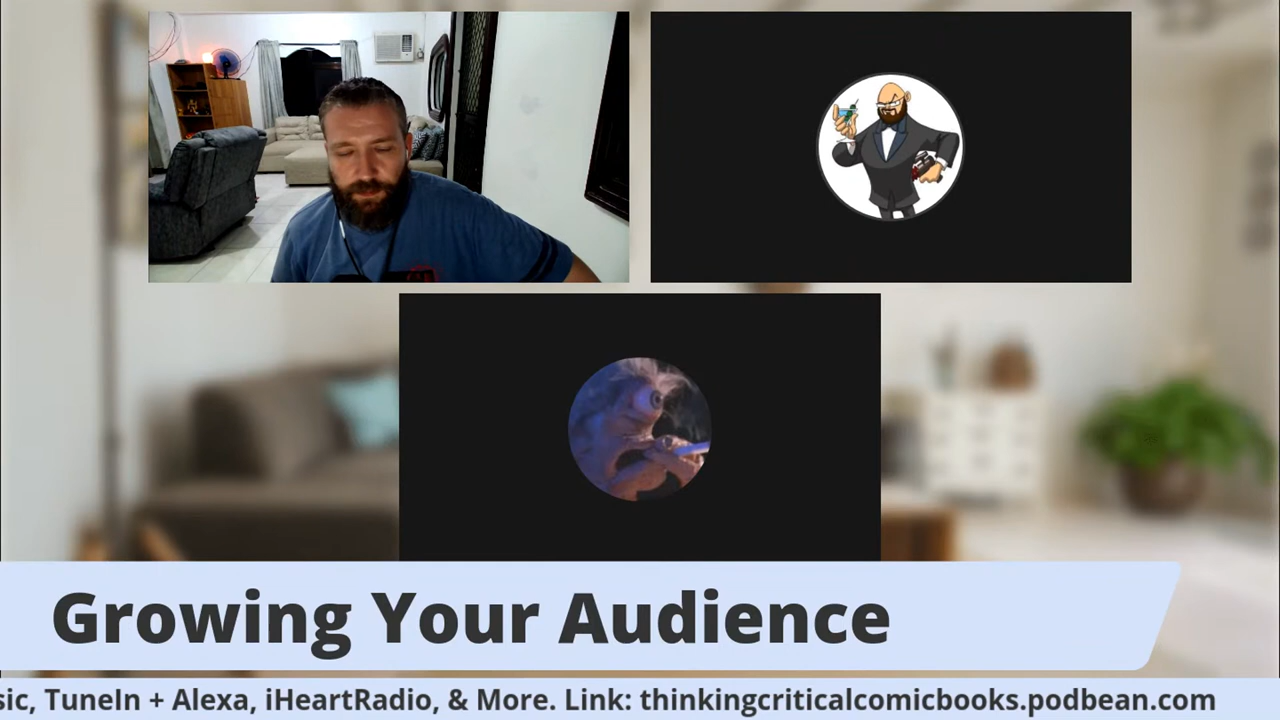 Growing Your Audience
sic, TuneIn + Alexa, iHeartRadio, & More. Link: thinkingcriticalcomicbooks.podbean.com